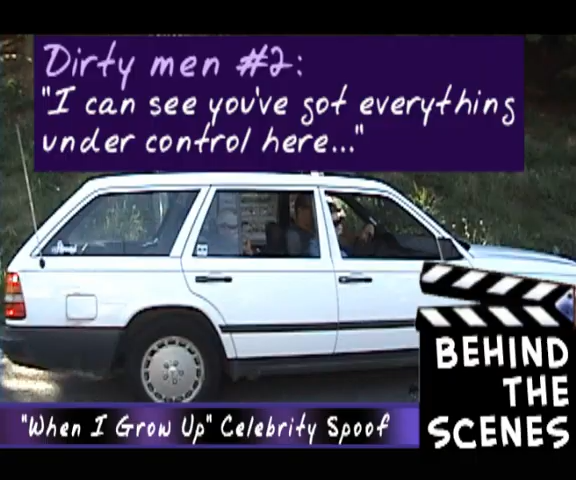 Dirty men #2:
"I can see you've got everything
under control here..."
BEHIND
THE
SCENES
"When I Grow Up" Celebrity Spoof